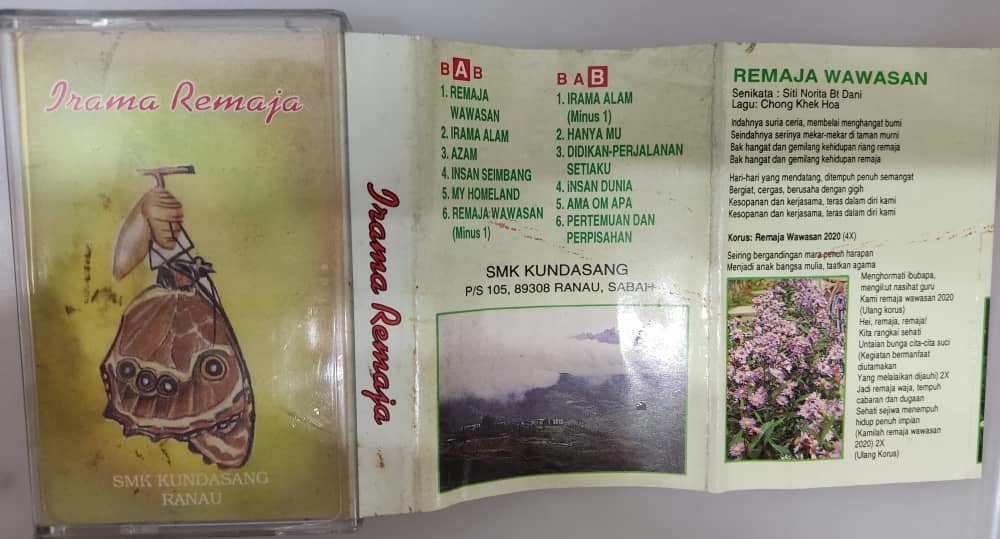 Irama Remaja
SMK KUNDASANG
RANAU
Irama Remaja
BAB
1. REMAJA
WAWASAN
2. IRAMA ALAM
3. AZAM
4. INSAN SEIMBANG
5. MY HOMELAND
6. REMAJA WAWASAN
(Minus 1)
BAB
1. IRAMA ALAM
(Minus 1)
2. HANYA MU
3. DIDIKAN-PERJALANAN
SETIAKU
4. iNSAN DUNIA
5. AMA OM APA
6. PERTEMUAN DAN
PERPISAHAN
SMK KUNDASANG
P/S 105, 89308 RANAU, SABAH
REMAJA WAWASAN
Senikata : Siti Norita Bt Dani
Lagu: Chong Khek Hoa
Indahnya suria ceria, membelai menghangat bumi
Seindahnya serinya mekar-mekar di taman murni
Bak hangat dan gemilang kehidupan riang remaja
Bak hangat dan gemilang kehidupan remaja
Hari-hari yang mendatang, ditempuh penuh semangat
Bergiat, cergas, berusaha dengan gigih
Kesopanan dan kerjasama, teras dalam diri kami
Kesopanan dan kerjasama, teras dalam diri kami
Korus: Remaja Wawasan 2020 (4X)
Seiring bergandingan mara penuh harapan
Menjadi anak bangsa mulia, taatkan agama
Menghormati ibubapa,
mengikut nasihat guru
Kami remaja wawasan 2020
(Ulang korus)
Hei, remaja, remaja!
Kita rangkai sehati
Untaian bunga cita-cita suci
(Kegiatan bermanfaat
diutamakan
Yang melalaikan dijauhi) 2X
Jadi remaja waja, tempuh
cabaran dan dugaan
Sehati sejiwa menempuh
hidup penuh impian
(Kamilah remaja wawasan
2020) 2X
(Ulang Korus)